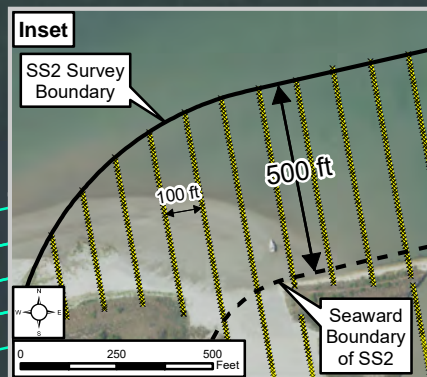 Inset
SS2 Survey
Boundary
100 ft
500 ft
N
W E
S
0 250 500
Feet
Seaward
Boundary
of SS2